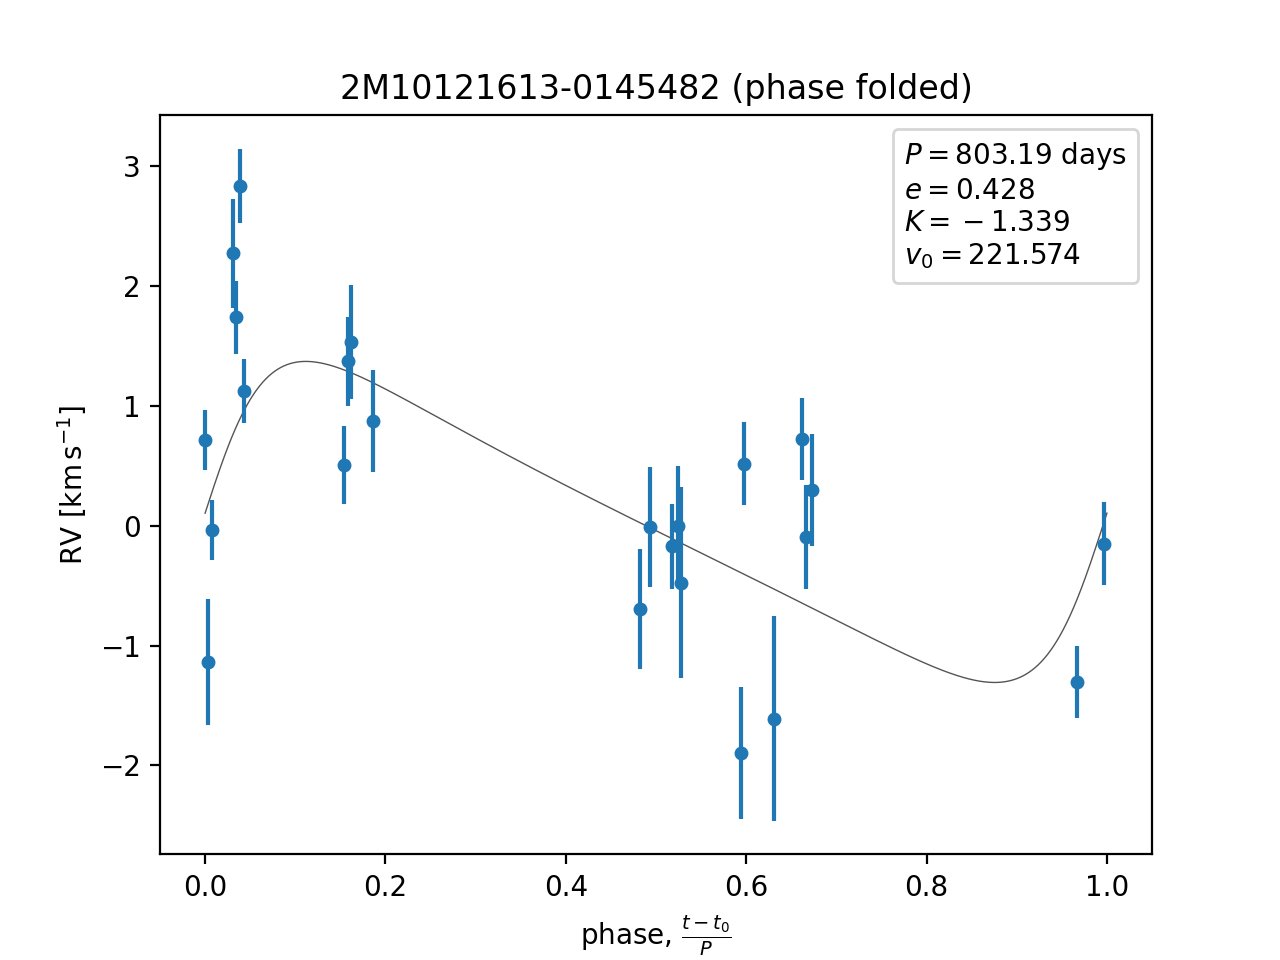 2M10121613-0145482 (phase folded)
P = 803.19 days
e = 0.428
K = −1.339
v₀ = 221.574
RV [km s⁻¹]
3
2
1
0
−1
−2
0.0 0.2 0.4 0.6 0.8 1.0
phase, (t − t₀)/P